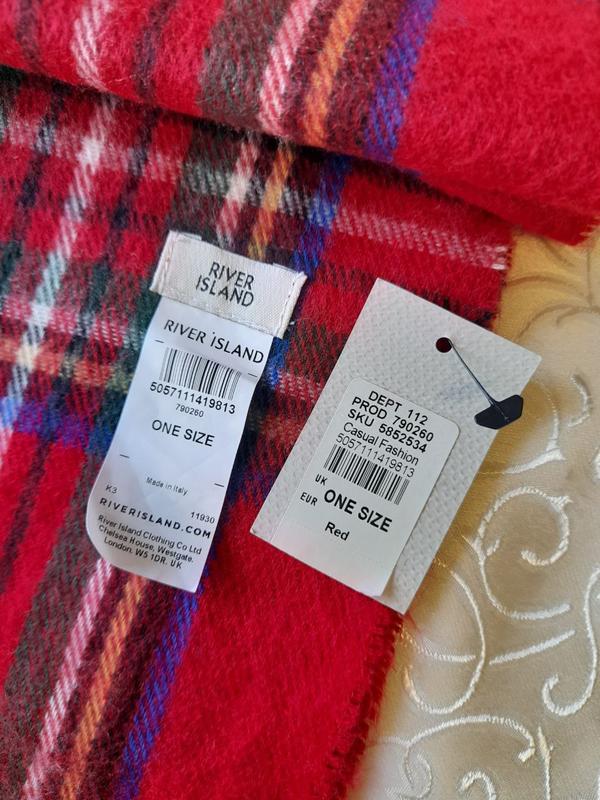 RIVER
ISLAND
RIVER ISLAND
5057111419813
790260
ONE SIZE
Made in Italy
K3
11930
RIVERISLAND.COM
River Island Clothing Co Ltd
Chelsea House, Westgate,
London. W5 1DR. UK
DEPT 112
PROD 790260
SKU 5852534
Casual Fashion
5057111419813
UK
EUR
ONE SIZE
Red